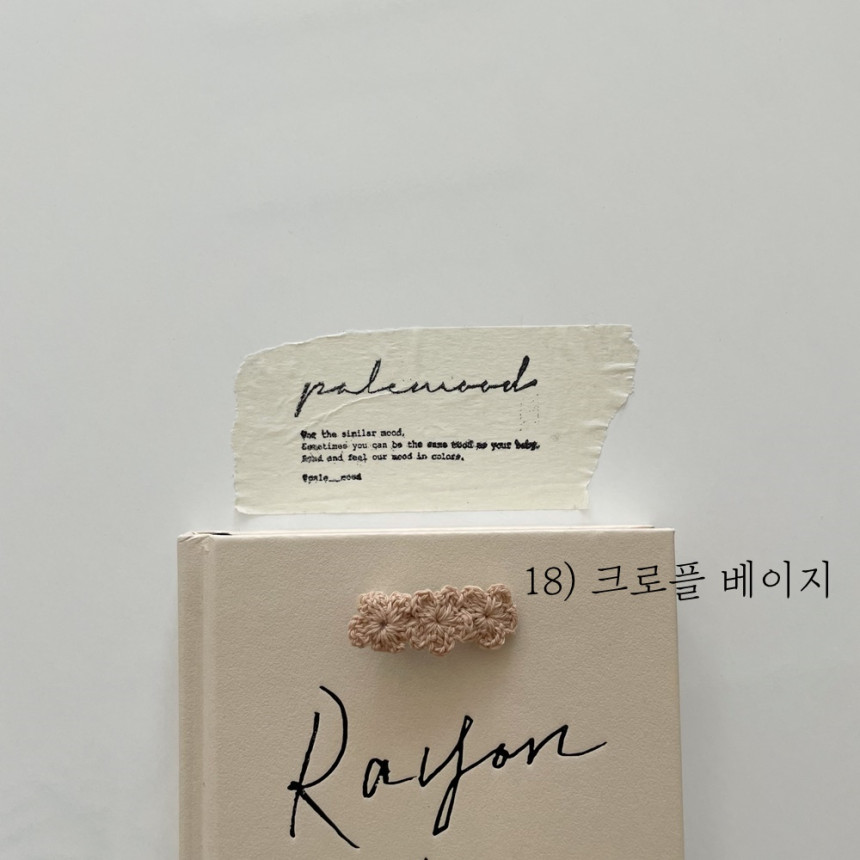 palemood
For the similar mood,
Sometimes you can be the same mood as your baby.
Read and feel our mood in colors.
@pale__mood
18) 크로플 베이지
Rayon